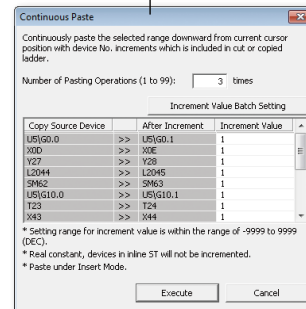 Continuous Paste
Continuously paste the selected range downward from current cursor
position with device No. increments which is included in cut or copied
ladder.
Number of Pasting Operations (1 to 99): 3 times
Increment Value Batch Setting
Copy Source Device After Increment Increment Value
U5\G0.0 >> U5\G0.1 1
X0D >> X0E 1
Y27 >> Y28 1
L2044 >> L2045 1
SM62 >> SM63 1
U5\G10.0 >> U5\G10.1 1
T23 >> T24 1
X43 >> X44 1
* Setting range for increment value is within the range of -9999 to 9999
(DEC).
* Real constant, devices in inline ST will not be incremented.
* Paste under Insert Mode.
Execute Cancel